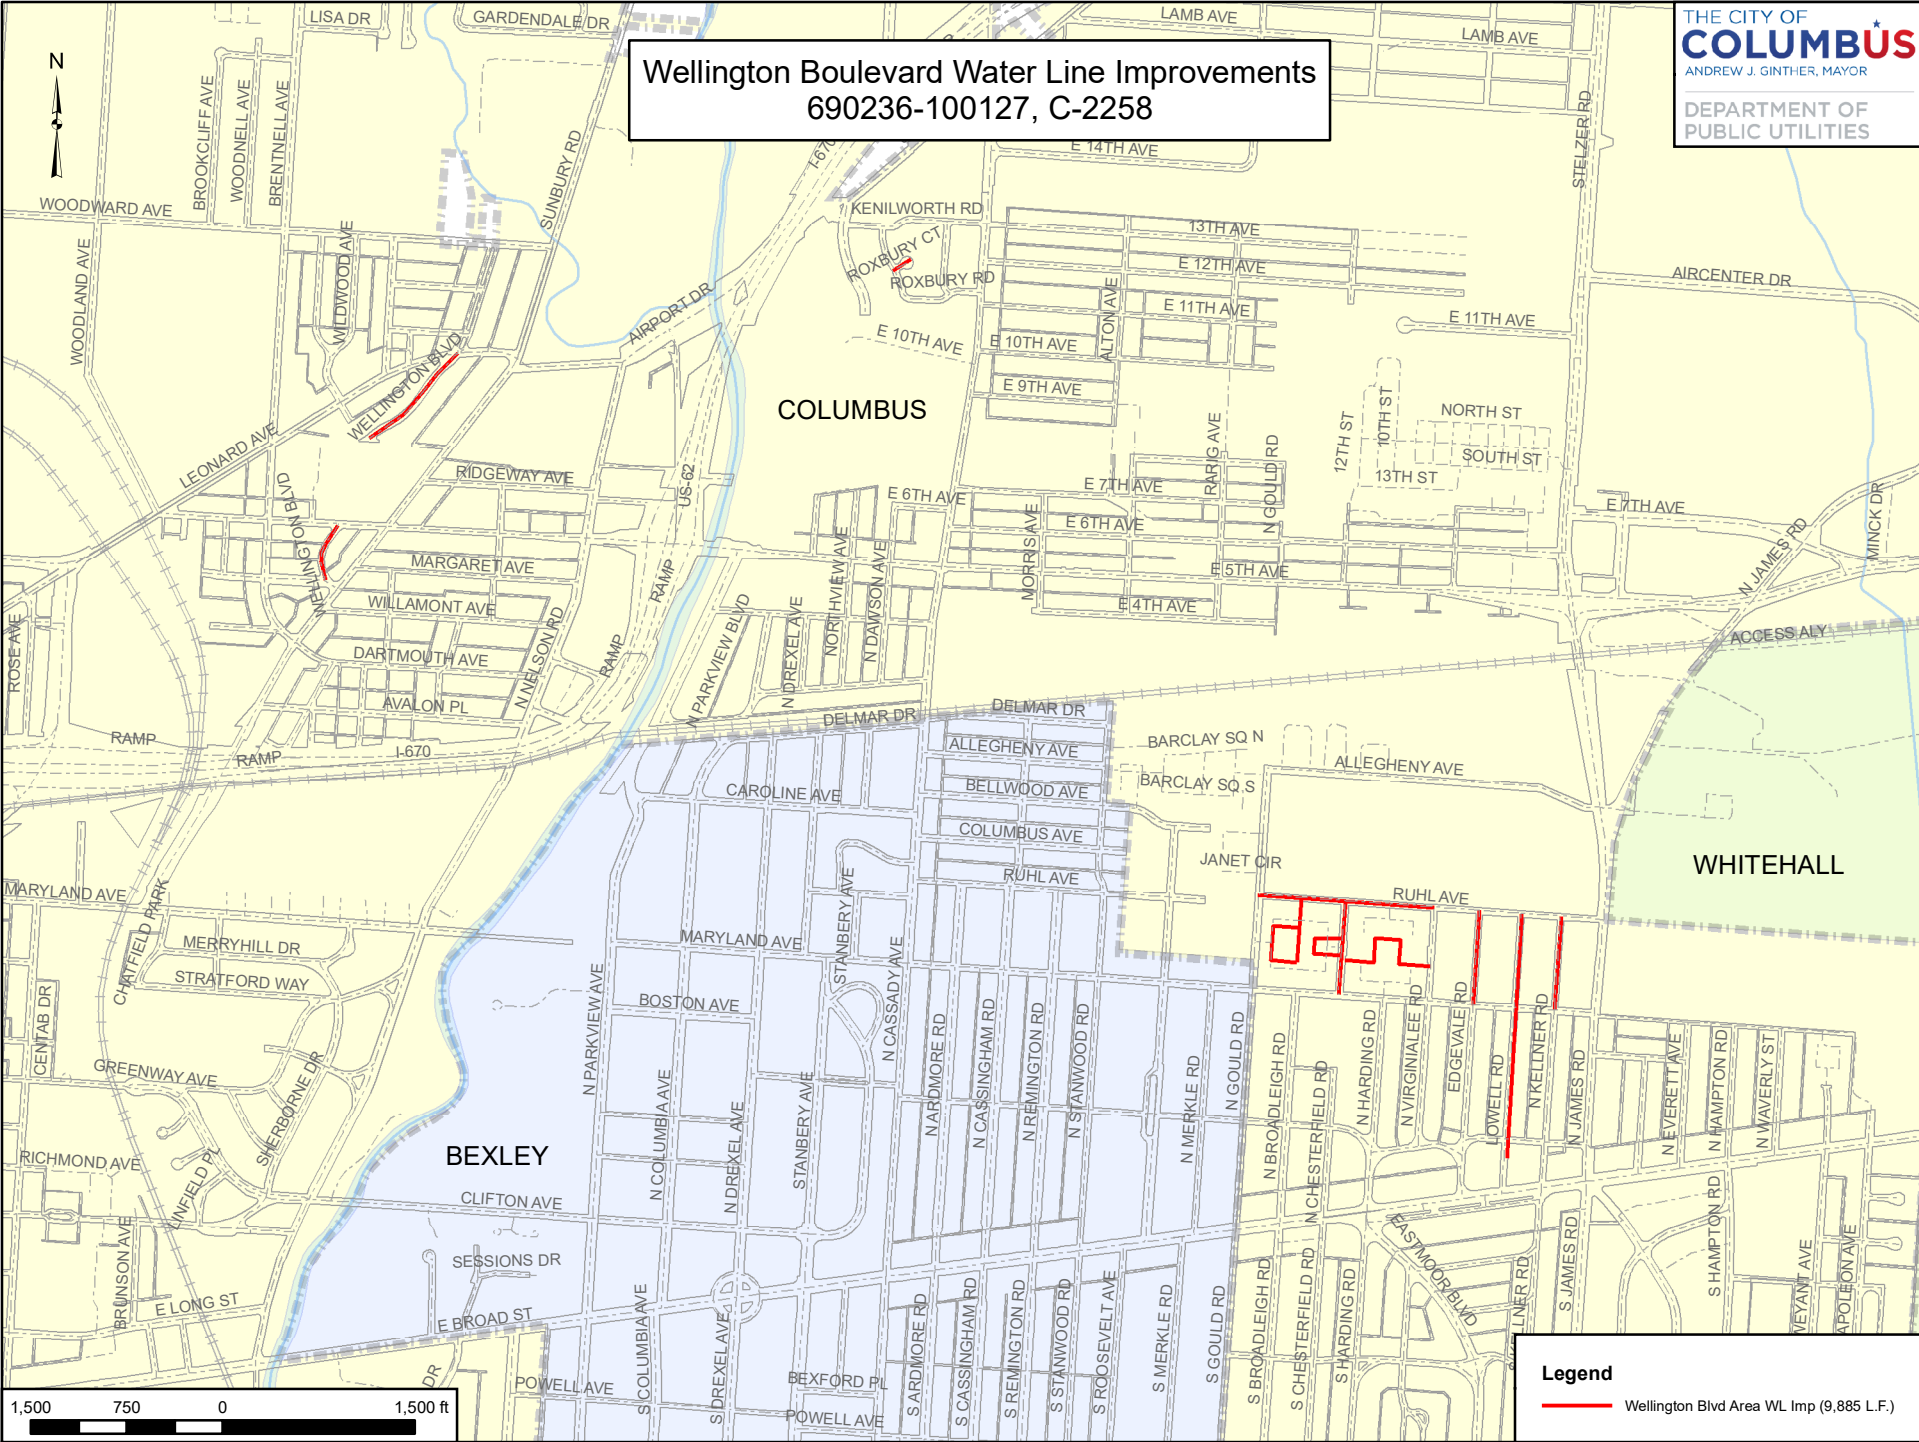 LISA DR
GARDENDALE DR
LAMB AVE
LAMB AVE
THE CITY OF
COLUMBUS
ANDREW J. GINTHER, MAYOR
DEPARTMENT OF
PUBLIC UTILITIES
Wellington Boulevard Water Line Improvements
690236-100127, C-2258
N
BROOKCLIFF AVE
WOODNELL AVE
BRENTNELL AVE
SUNBURY RD
I-670
E 14TH AVE
STELZER RD
WOODWARD AVE
KENILWORTH RD
WOODLAND AVE
WILDWOOD AVE
ROXBURY CT
ROXBURY RD
13TH AVE
E 12TH AVE
E 11TH AVE
AIRCENTER DR
AIRPORT DR
E 11TH AVE
E 10TH AVE
E 10TH AVE
ALTON AVE
E 9TH AVE
WELLINGTON BLVD
COLUMBUS
LEONARD AVE
RIDGEWAY AVE
US-62
RARIG AVE
N GOULD RD
12TH ST
10TH ST
NORTH ST
SOUTH ST
13TH ST
WELLINGTON BLVD
E 6TH AVE
E 7TH AVE
E 6TH AVE
E 7TH AVE
N JAMES RD
MINICK DR
MARGARET AVE
MORRIS AVE
E 5TH AVE
E 4TH AVE
WILLAMONT AVE
RAMP
RAMP
N PARKVIEW BLVD
N DREXEL AVE
NORTHVIEW AVE
N DAWSON AVE
ROSE AVE
DARTMOUTH AVE
N NELSON RD
ACCESS ALY
AVALON PL
DELMAR DR
DELMAR DR
RAMP
RAMP
I-670
ALLEGHENY AVE
BARCLAY SQ N
ALLEGHENY AVE
BARCLAY SQ S
CAROLINE AVE
BELLWOOD AVE
COLUMBUS AVE
JANET CIR
WHITEHALL
RUHL AVE
RUHL AVE
MARYLAND AVE
CHATFIELD PARK
MERRYHILL DR
STRATFORD WAY
MARYLAND AVE
STANBERY AVE
N CASSADY AVE
CENTAB DR
N PARKVIEW AVE
BOSTON AVE
GREENWAY AVE
SHERBORNE DR
N COLUMBIA AVE
N DREXEL AVE
STANBERY AVE
N ARDMORE RD
N CASSINGHAM RD
N REMINGTON RD
N STANWOOD RD
N MERKLE RD
N GOULD RD
N BROADLEIGH RD
N CHESTERFIELD RD
N HARDING RD
N VIRGINIALEE RD
EDGEVALE RD
LOWELL RD
N KELLNER RD
N JAMES RD
N EVERETT AVE
N HAMPTON RD
N WAVERLY ST
BEXLEY
RICHMOND AVE
LINFIELD PL
CLIFTON AVE
BRUNSON AVE
SESSIONS DR
E LONG ST
E BROAD ST
S COLUMBIA AVE
S DREXEL AVE
POWELL AVE
BEXFORD PL
POWELL AVE
S ARDMORE RD
S CASSINGHAM RD
S REMINGTON RD
S STANWOOD RD
S ROOSEVELT AVE
S MERKLE RD
S GOULD RD
S BROADLEIGH RD
S CHESTERFIELD RD
S HARDING RD
EASTMOOR BLVD
LLNER RD
S JAMES RD
S HAMPTON RD
WEYANT AVE
APOLEON AVE
DR
1,500 750 0 1,500 ft
Legend
Wellington Blvd Area WL Imp (9,885 L.F.)